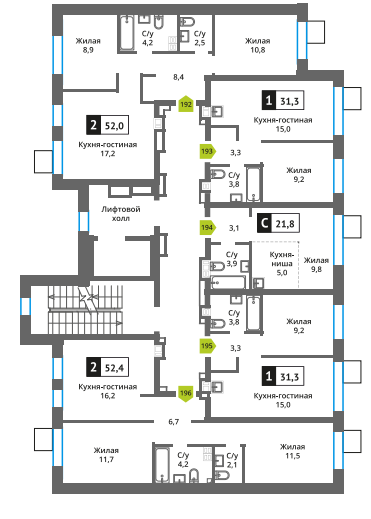 Жилая
8,9
С/у
4,2
С/у
2,5
Жилая
10,8
8,4
192
2 52,0
Кухня-гостиная
17,2
1 31,3
Кухня-гостиная
15,0
193
3,3
С/у
3,8
Жилая
9,2
Лифтовой
холл
194
3,1
С 21,8
Кухня-
ниша
5,0
С/у
3,9
Жилая
9,8
С/у
3,8
Жилая
9,2
195
3,3
2 52,4
Кухня-гостиная
16,2
1 31,3
Кухня-гостиная
15,0
196
6,7
Жилая
11,7
С/у
4,2
С/у
2,1
Жилая
11,5